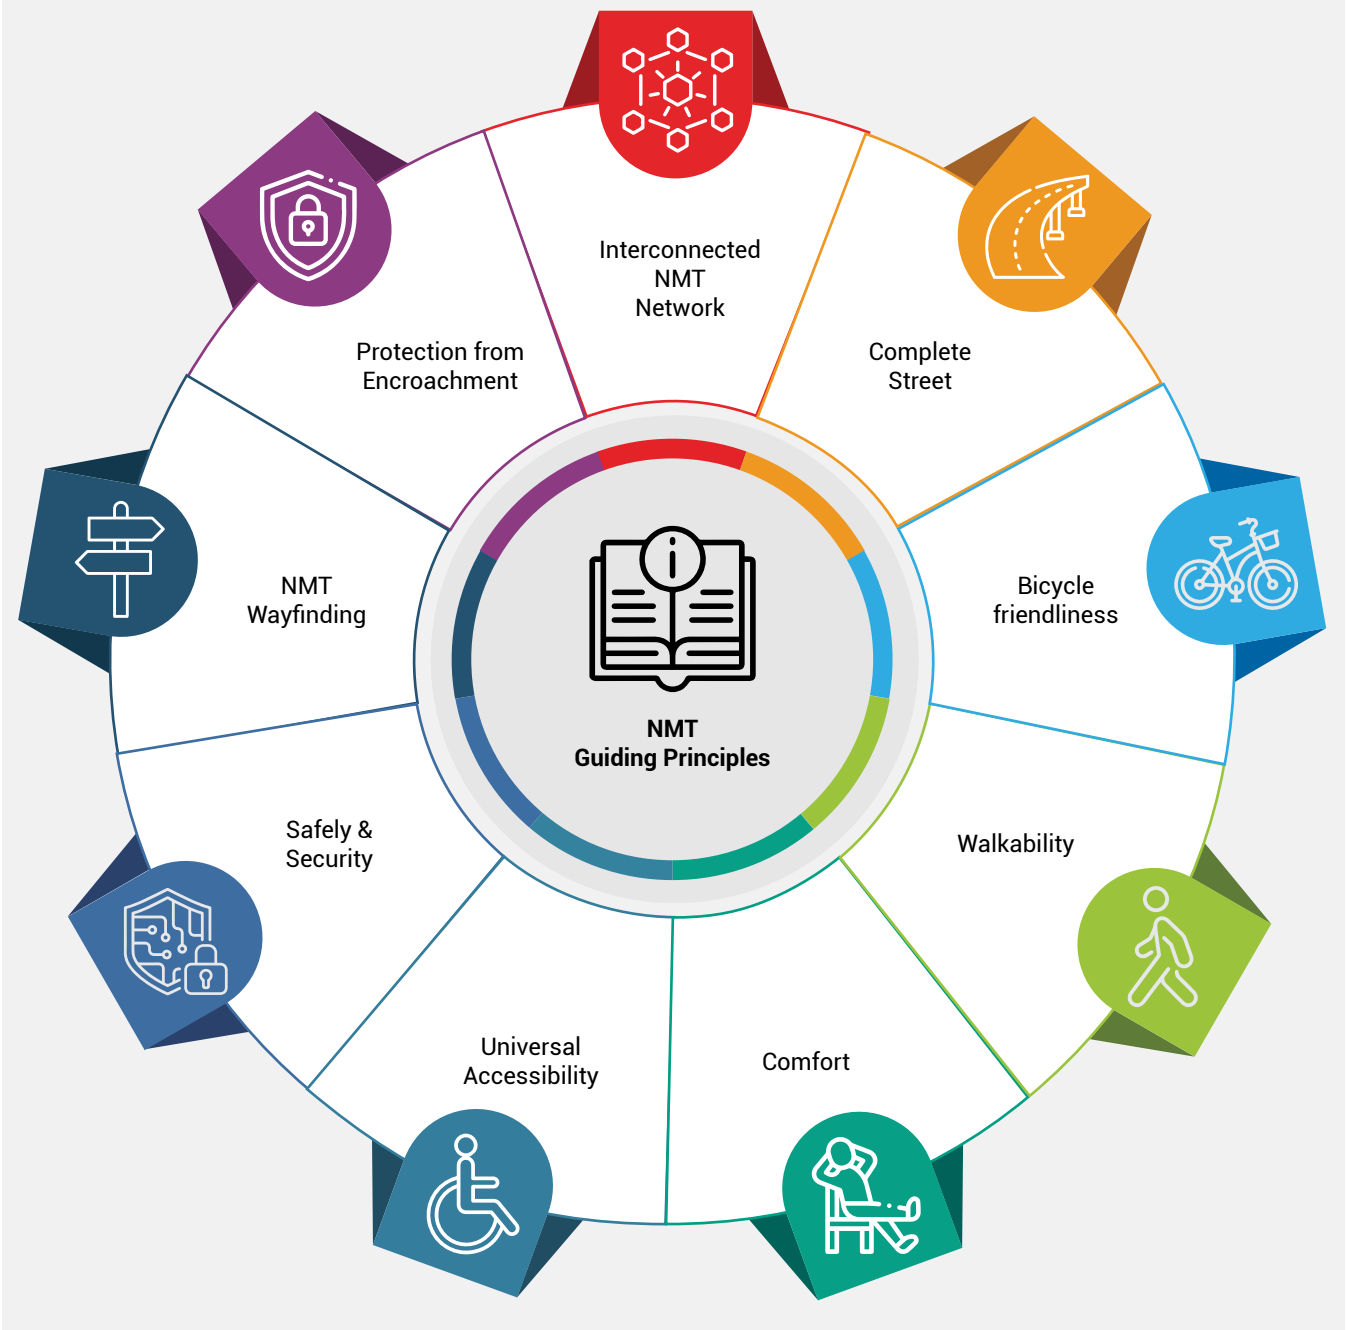 Interconnected
NMT
Network
Complete
Street
Bicycle
friendliness
Walkability
Comfort
Universal
Accessibility
Safely &
Security
NMT
Wayfinding
Protection from
Encroachment
NMT
Guiding Principles